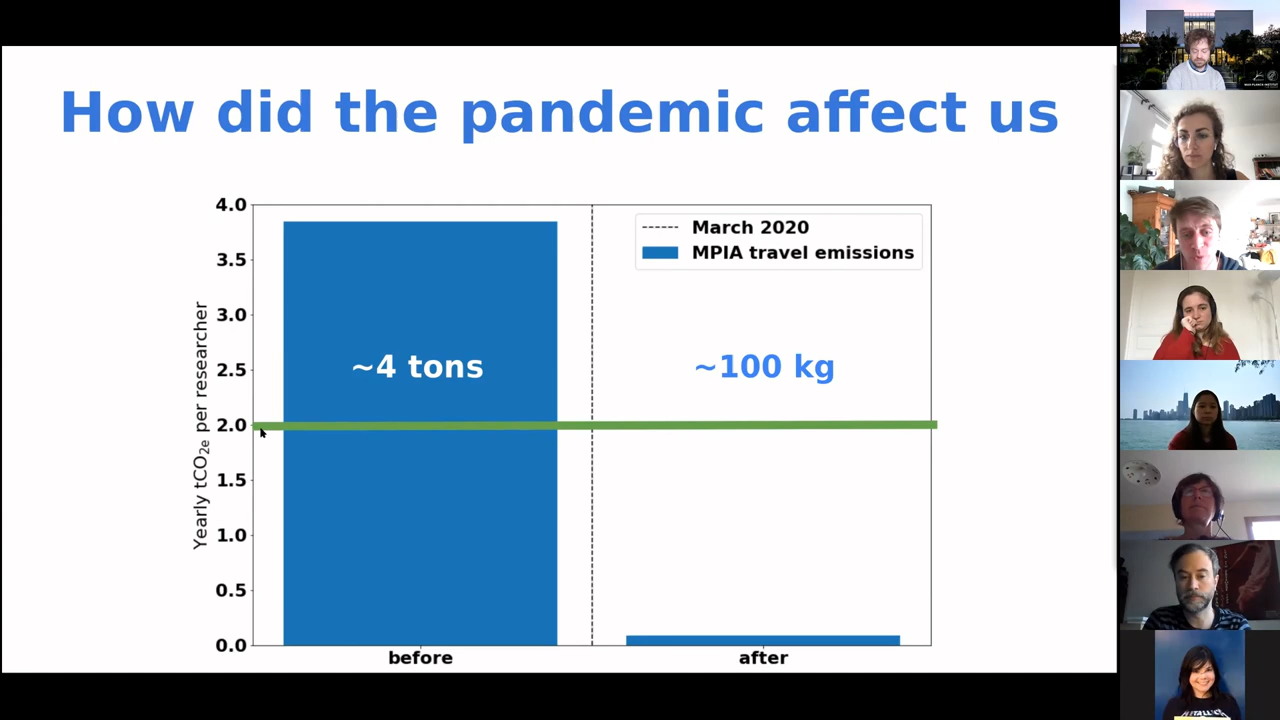 How did the pandemic affect us
4.0
3.5
3.0
2.5
2.0
1.5
1.0
0.5
0.0
Yearly tCO2e per researcher
March 2020
MPIA travel emissions
~4 tons
~100 kg
before
after